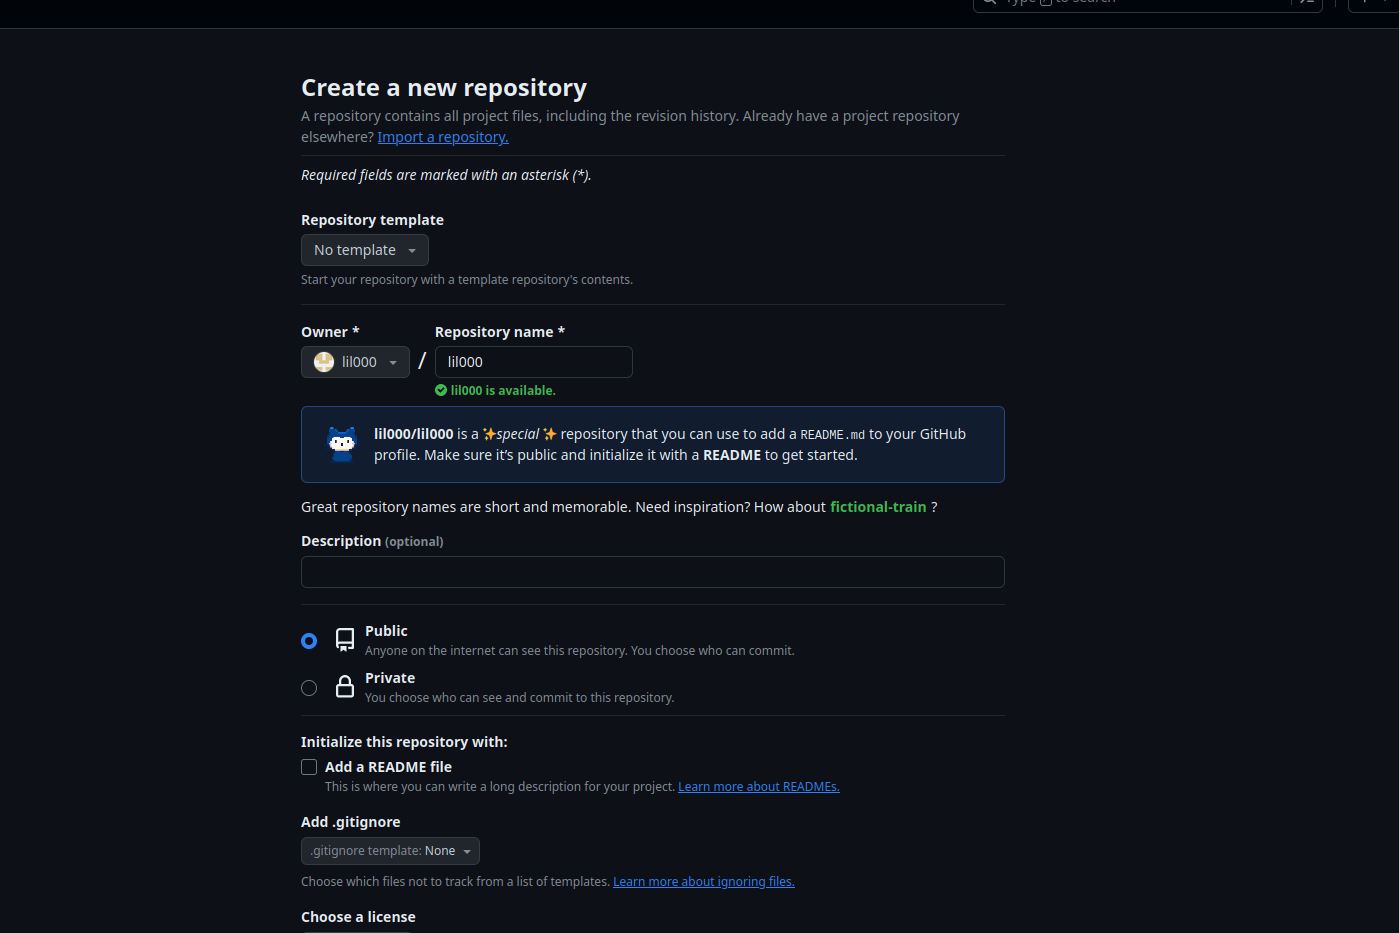 Type / to search
Create a new repository
A repository contains all project files, including the revision history. Already have a project repository
elsewhere? Import a repository.
Required fields are marked with an asterisk (*).
Repository template
No template
Start your repository with a template repository's contents.
Owner * Repository name *
lil000 / lil000
lil000 is available.
lil000/lil000 is a ✨special ✨ repository that you can use to add a README.md to your GitHub
profile. Make sure it’s public and initialize it with a README to get started.
Great repository names are short and memorable. Need inspiration? How about fictional-train ?
Description (optional)
Public
Anyone on the internet can see this repository. You choose who can commit.
Private
You choose who can see and commit to this repository.
Initialize this repository with:
Add a README file
This is where you can write a long description for your project. Learn more about READMEs.
Add .gitignore
.gitignore template: None
Choose which files not to track from a list of templates. Learn more about ignoring files.
Choose a license